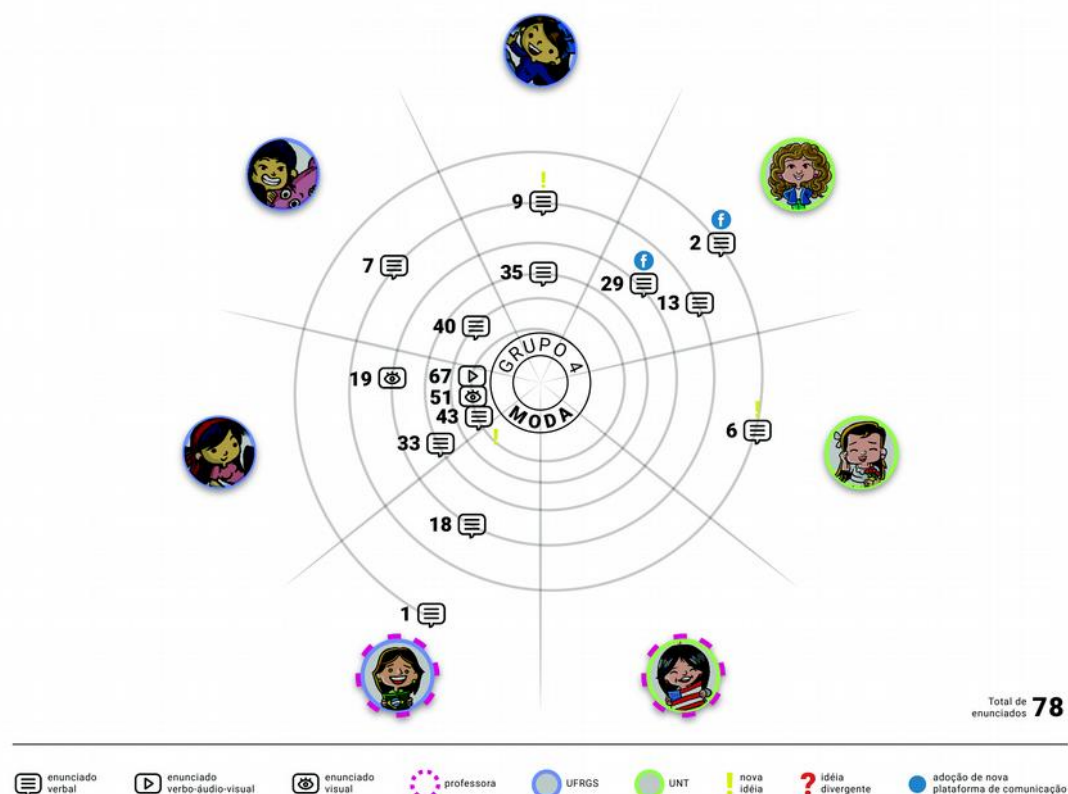 9
2
f
7
35
29
f
13
40
GRUPO 4
MODA
19
67
51
43
33
6
18
1
Total de
enunciados 78
enunciado
verbal
enunciado
verbo-áudio-visual
enunciado
visual
professora
UFRGS
UNT
nova
idéia
idéia
divergente
adoção de nova
plataforma de comunicação